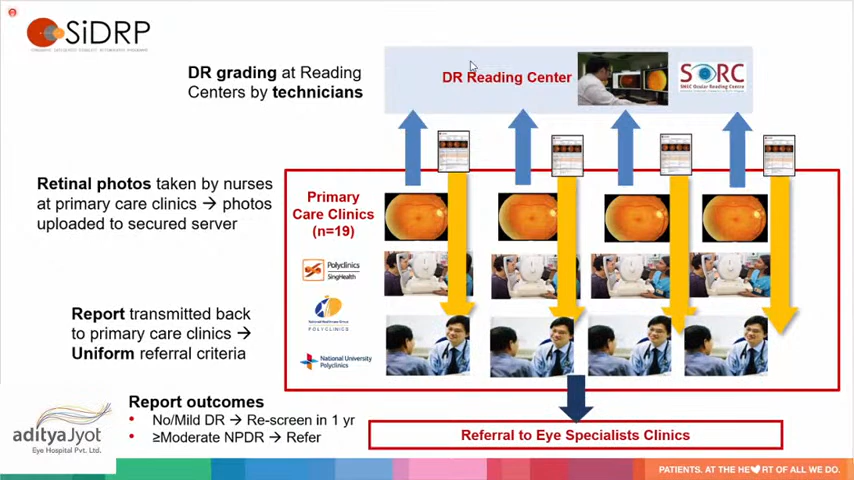 SiDRP
DR grading at Reading
Centers by technicians
DR Reading Center
SORC
SNEC Ocular Reading Centre
Retinal photos taken by nurses
at primary care clinics → photos
uploaded to secured server
Primary
Care Clinics
(n=19)
Polyclinics
SingHealth
POLYCLINICS
National University
Polyclinics
Report transmitted back
to primary care clinics →
Uniform referral criteria
Report outcomes
• No/Mild DR → Re-screen in 1 yr
• ≥Moderate NPDR → Refer
Referral to Eye Specialists Clinics
adityaJyot
Eye Hospital Pvt. Ltd.
PATIENTS. AT THE HE RT OF ALL WE DO.